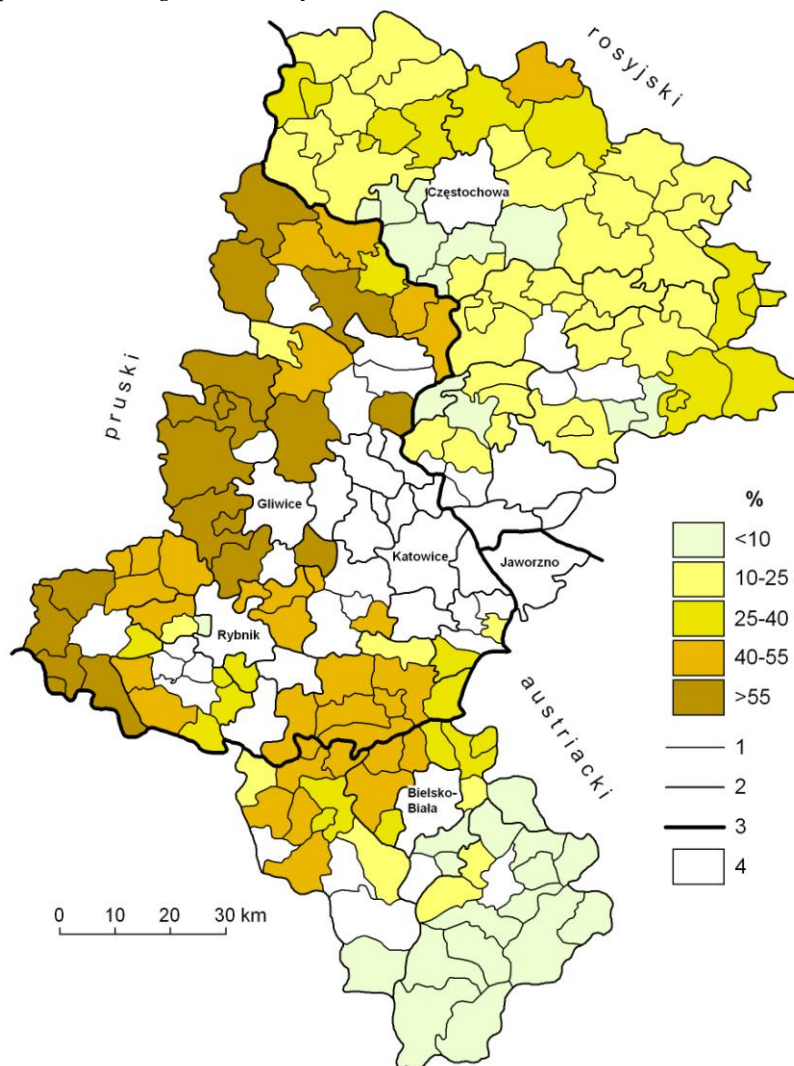 rosyjski
Częstochowa
pruski
Gliwice
Katowice
Jaworzno
Rybnik
austriacki
Bielsko-
Biała
%
<10
10-25
25-40
40-55
>55
1
2
3
4
0 10 20 30 km